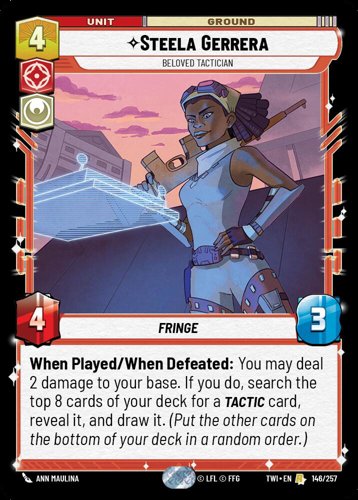 4
UNIT
GROUND
STEELA GERRERA
BELOVED TACTICIAN
4
FRINGE
3
When Played/When Defeated: You may deal
2 damage to your base. If you do, search the
top 8 cards of your deck for a TACTIC card,
reveal it, and draw it. (Put the other cards on
the bottom of your deck in a random order.)
ANN MAULINA
© LFL © FFG
TWI • EN
146/257